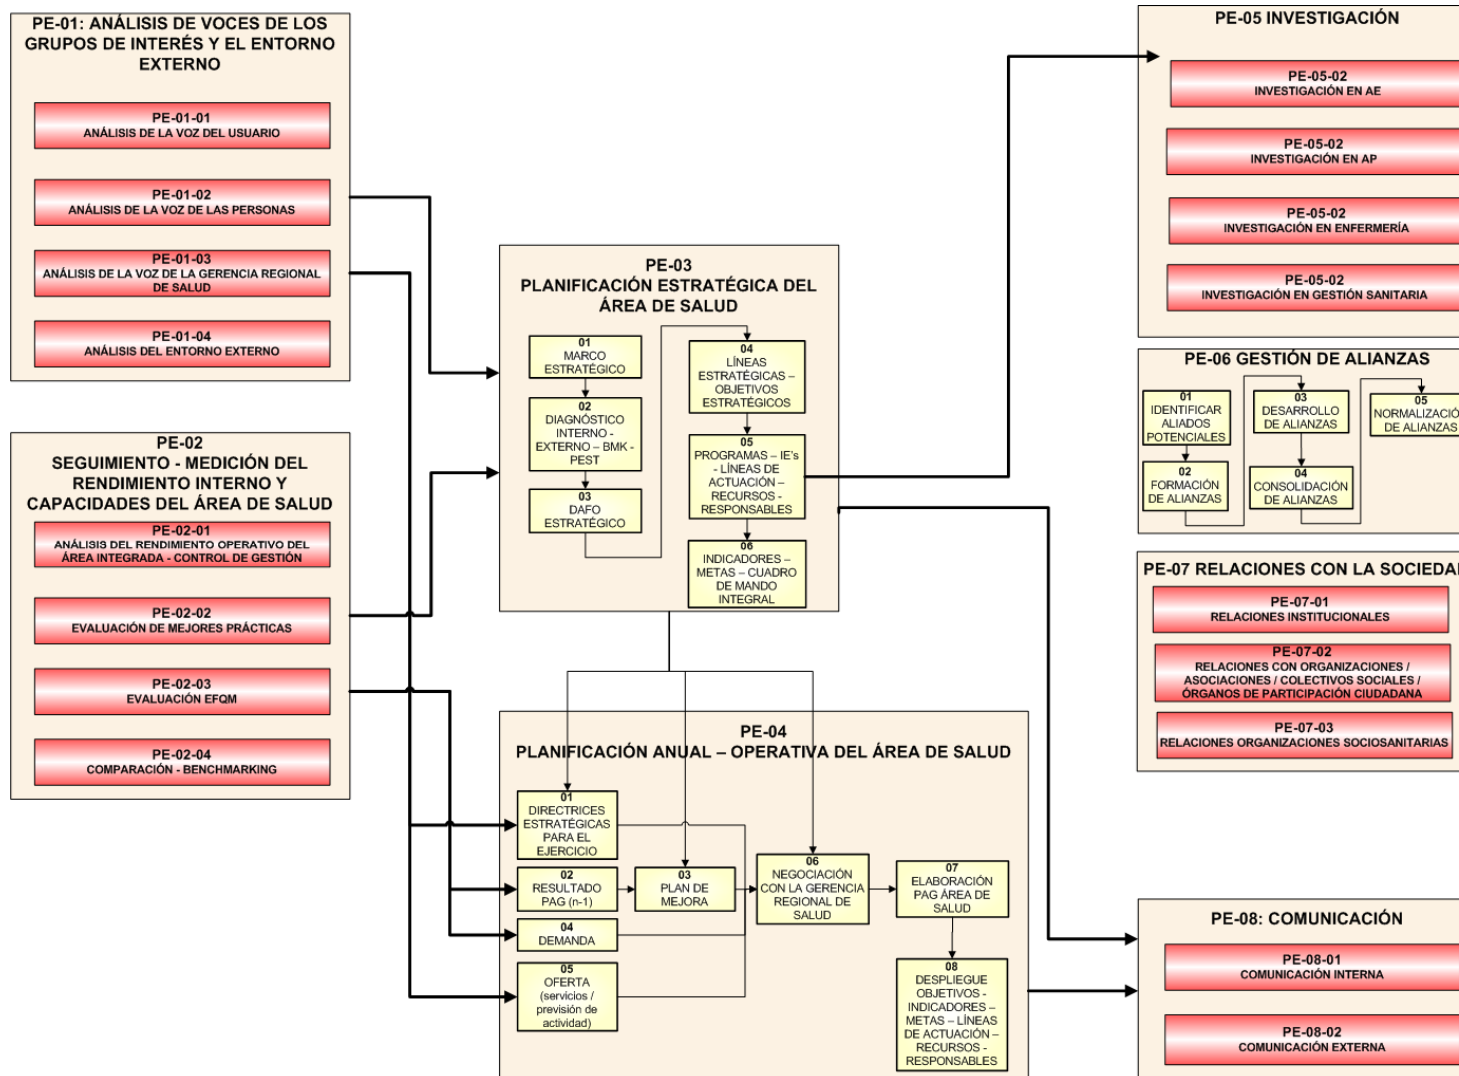 PE-01: ANÁLISIS DE VOCES DE LOS
GRUPOS DE INTERÉS Y EL ENTORNO
EXTERNO
PE-01-01
ANÁLISIS DE LA VOZ DEL USUARIO
PE-01-02
ANÁLISIS DE LA VOZ DE LAS PERSONAS
PE-01-03
ANÁLISIS DE LA VOZ DE LA GERENCIA REGIONAL
DE SALUD
PE-01-04
ANÁLISIS DEL ENTORNO EXTERNO
PE-02
SEGUIMIENTO - MEDICIÓN DEL
RENDIMIENTO INTERNO Y
CAPACIDADES DEL ÁREA DE SALUD
PE-02-01
ANÁLISIS DEL RENDIMIENTO OPERATIVO DEL
ÁREA INTEGRADA - CONTROL DE GESTIÓN
PE-02-02
EVALUACIÓN DE MEJORES PRÁCTICAS
PE-02-03
EVALUACIÓN EFQM
PE-02-04
COMPARACIÓN - BENCHMARKING
PE-03
PLANIFICACIÓN ESTRATÉGICA DEL
ÁREA DE SALUD
01
MARCO
ESTRATÉGICO
02
DIAGNÓSTICO
INTERNO -
EXTERNO – BMK -
PEST
03
DAFO
ESTRATÉGICO
04
LÍNEAS
ESTRATÉGICAS –
OBJETIVOS
ESTRATÉGICOS
05
PROGRAMAS – IE's
- LÍNEAS DE
ACTUACIÓN –
RECURSOS -
RESPONSABLES
06
INDICADORES –
METAS – CUADRO
DE MANDO
INTEGRAL
PE-04
PLANIFICACIÓN ANUAL – OPERATIVA DEL ÁREA DE SALUD
01
DIRECTRICES
ESTRATÉGICAS
PARA EL
EJERCICIO
02
RESULTADO
PAG (n-1)
03
PLAN DE
MEJORA
04
DEMANDA
05
OFERTA
(servicios /
previsión de
actividad)
06
NEGOCIACIÓN
CON LA GERENCIA
REGIONAL DE
SALUD
07
ELABORACIÓN
PAG ÁREA DE
SALUD
08
DESPLIEGUE
OBJETIVOS -
INDICADORES –
METAS – LÍNEAS
DE ACTUACIÓN –
RECURSOS -
RESPONSABLES
PE-05 INVESTIGACIÓN
PE-05-02
INVESTIGACIÓN EN AE
PE-05-02
INVESTIGACIÓN EN AP
PE-05-02
INVESTIGACIÓN EN ENFERMERÍA
PE-05-02
INVESTIGACIÓN EN GESTIÓN SANITARIA
PE-06 GESTIÓN DE ALIANZAS
01
IDENTIFICAR
ALIADOS
POTENCIALES
02
FORMACIÓN
DE ALIANZAS
03
DESARROLLO
DE ALIANZAS
04
CONSOLIDACIÓN
DE ALIANZAS
05
NORMALIZACIÓN
DE ALIANZAS
PE-07 RELACIONES CON LA SOCIEDAD
PE-07-01
RELACIONES INSTITUCIONALES
PE-07-02
RELACIONES CON ORGANIZACIONES /
ASOCIACIONES / COLECTIVOS SOCIALES /
ÓRGANOS DE PARTICIPACIÓN CIUDADANA
PE-07-03
RELACIONES ORGANIZACIONES SOCIOSANITARIAS
PE-08: COMUNICACIÓN
PE-08-01
COMUNICACIÓN INTERNA
PE-08-02
COMUNICACIÓN EXTERNA